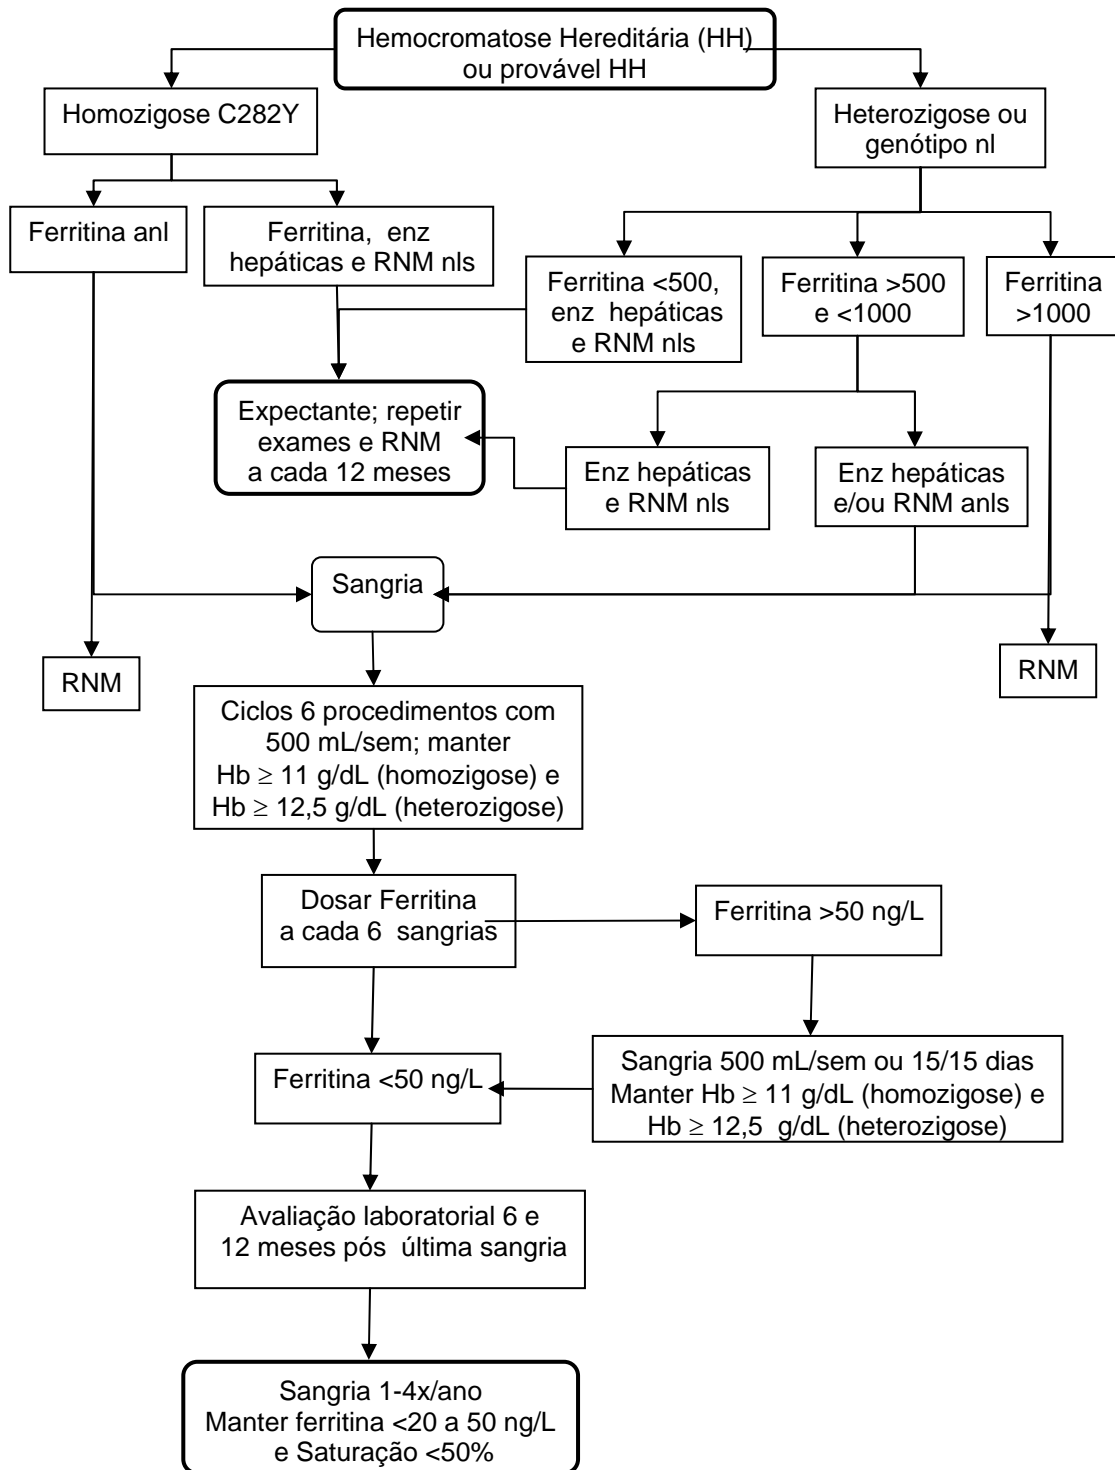 Hemocromatose Hereditária (HH)
ou provável HH
Homozigose C282Y
Heterozigose ou
genótipo nl
Ferritina anl
Ferritina, enz
hepáticas e RNM nls
Ferritina <500,
enz hepáticas
e RNM nls
Ferritina >500
e <1000
Ferritina
>1000
Expectante; repetir
exames e RNM
a cada 12 meses
Enz hepáticas
e RNM nls
Enz hepáticas
e/ou RNM anls
Sangria
RNM
RNM
Ciclos 6 procedimentos com
500 mL/sem; manter
Hb ≥ 11 g/dL (homozigose) e
Hb ≥ 12,5 g/dL (heterozigose)
Dosar Ferritina
a cada 6 sangrias
Ferritina >50 ng/L
Ferritina <50 ng/L
Sangria 500 mL/sem ou 15/15 dias
Manter Hb ≥ 11 g/dL (homozigose) e
Hb ≥ 12,5 g/dL (heterozigose)
Avaliação laboratorial 6 e
12 meses pós última sangria
Sangria 1-4x/ano
Manter ferritina <20 a 50 ng/L
e Saturação <50%